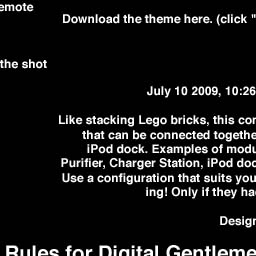 emote
Download the theme here. (click "
the shot
July 10 2009, 10:26
Like stacking Lego bricks, this cor
that can be connected togethe
iPod dock. Examples of modu
Purifier, Charger Station, iPod doc
Use a configuration that suits you
ing! Only if they ha
Design
Rules for Digital Gentleme